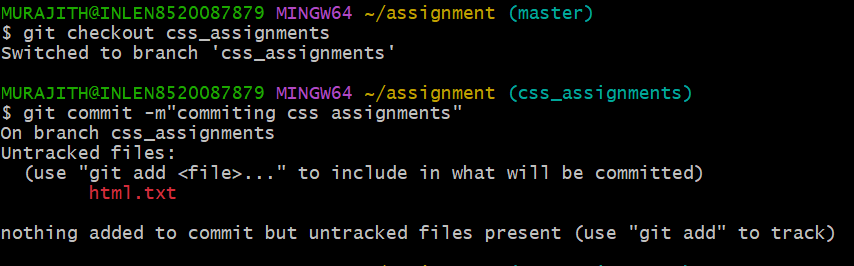 MURAJITH@INLEN8520087879 MINGW64 ~/assignment (master)
$ git checkout css_assignments
Switched to branch 'css_assignments'
MURAJITH@INLEN8520087879 MINGW64 ~/assignment (css_assignments)
$ git commit -m"commiting css assignments"
On branch css_assignments
Untracked files:
  (use "git add <file>..." to include in what will be committed)
        html.txt
nothing added to commit but untracked files present (use "git add" to track)